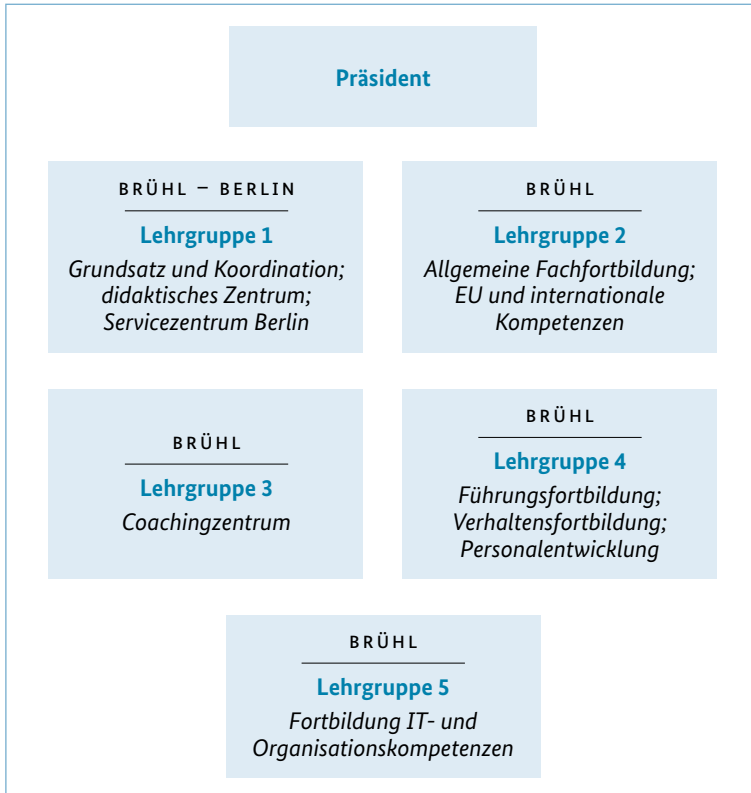 Präsident
BRÜHL – BERLIN
Lehrgruppe 1
Grundsatz und Koordination;
didaktisches Zentrum;
Servicezentrum Berlin
BRÜHL
Lehrgruppe 2
Allgemeine Fachfortbildung;
EU und internationale
Kompetenzen
BRÜHL
Lehrgruppe 3
Coachingzentrum
BRÜHL
Lehrgruppe 4
Führungsfortbildung;
Verhaltensfortbildung;
Personalentwicklung
BRÜHL
Lehrgruppe 5
Fortbildung IT- und
Organisationskompetenzen